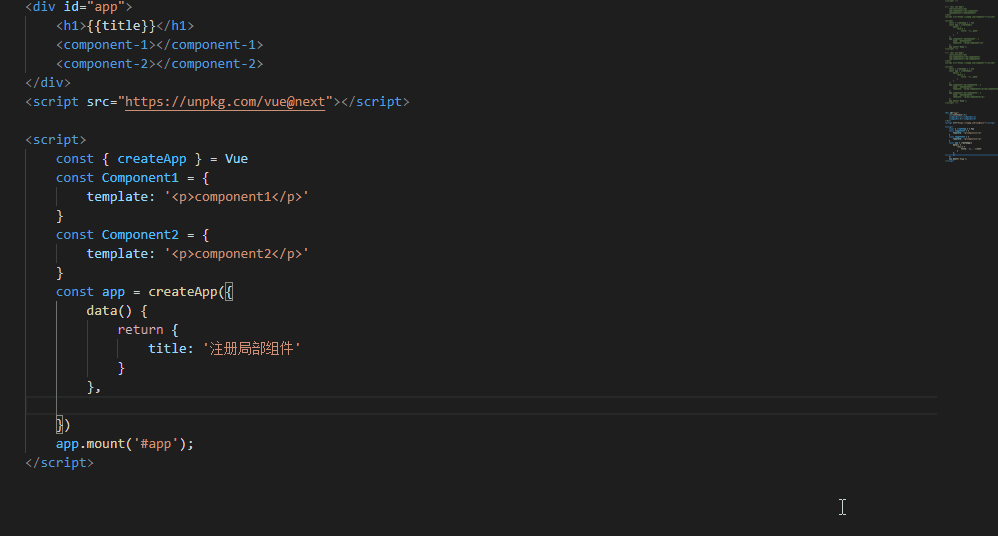 <div id="app">
<h1>{{title}}</h1>
<component-1></component-1>
<component-2></component-2>
</div>
<script src="https://unpkg.com/vue@next"></script>
<script>
const { createApp } = Vue
const Component1 = {
template: '<p>component1</p>'
}
const Component2 = {
template: '<p>component2</p>'
}
const app = createApp({
data() {
return {
title: '注册局部组件'
}
},
})
app.mount('#app');
</script>